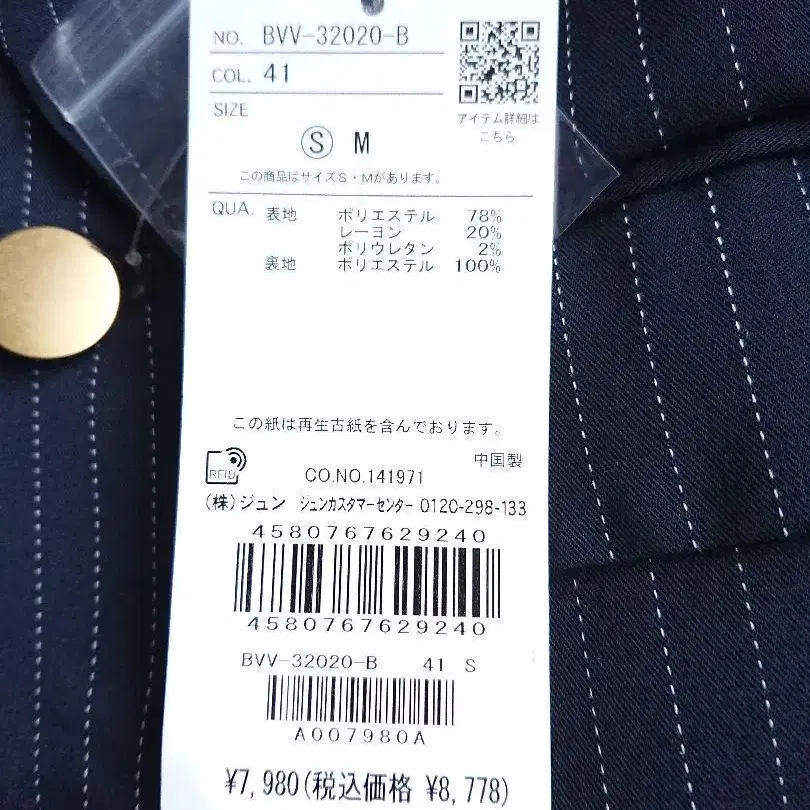 NO. BVV-32020-B
COL. 41
SIZE
アイテム詳細は
こちら
S M
この商品はサイズS・Mがあります。
QUA. 表地 ポリエステル 78%
レーヨン 20%
ポリウレタン 2%
裏地 ポリエステル 100%
この紙は再生古紙を含んでおります。
RFID
中国製
CO.NO.141971
(株)ジュン ジュンカスタマーセンター 0120-298-133
4580767629240
4580767629240
BVV-32020-B 41 S
A007980A
¥7,980(税込価格 ¥8,778)